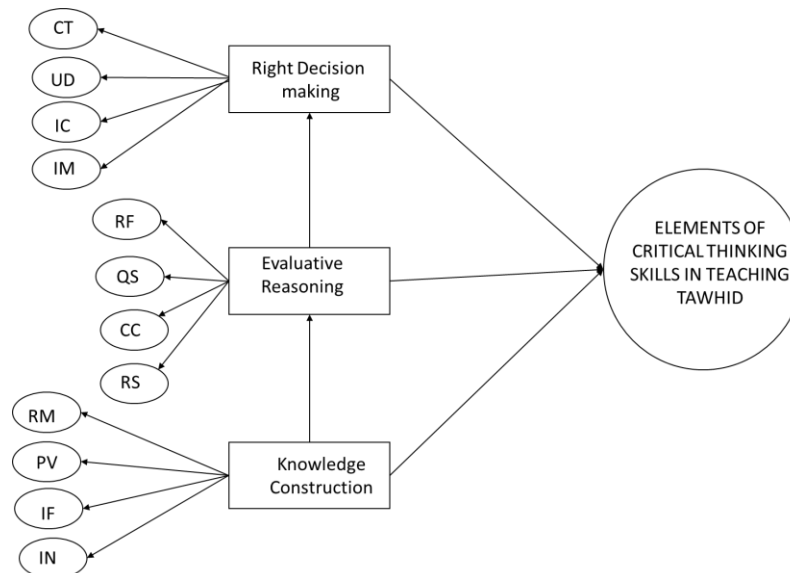 CT
UD
IC
IM
Right Decision
making
RF
QS
CC
RS
Evaluative
Reasoning
RM
PV
IF
IN
Knowledge
Construction
ELEMENTS OF
CRITICAL THINKING
SKILLS IN TEACHING
TAWHID